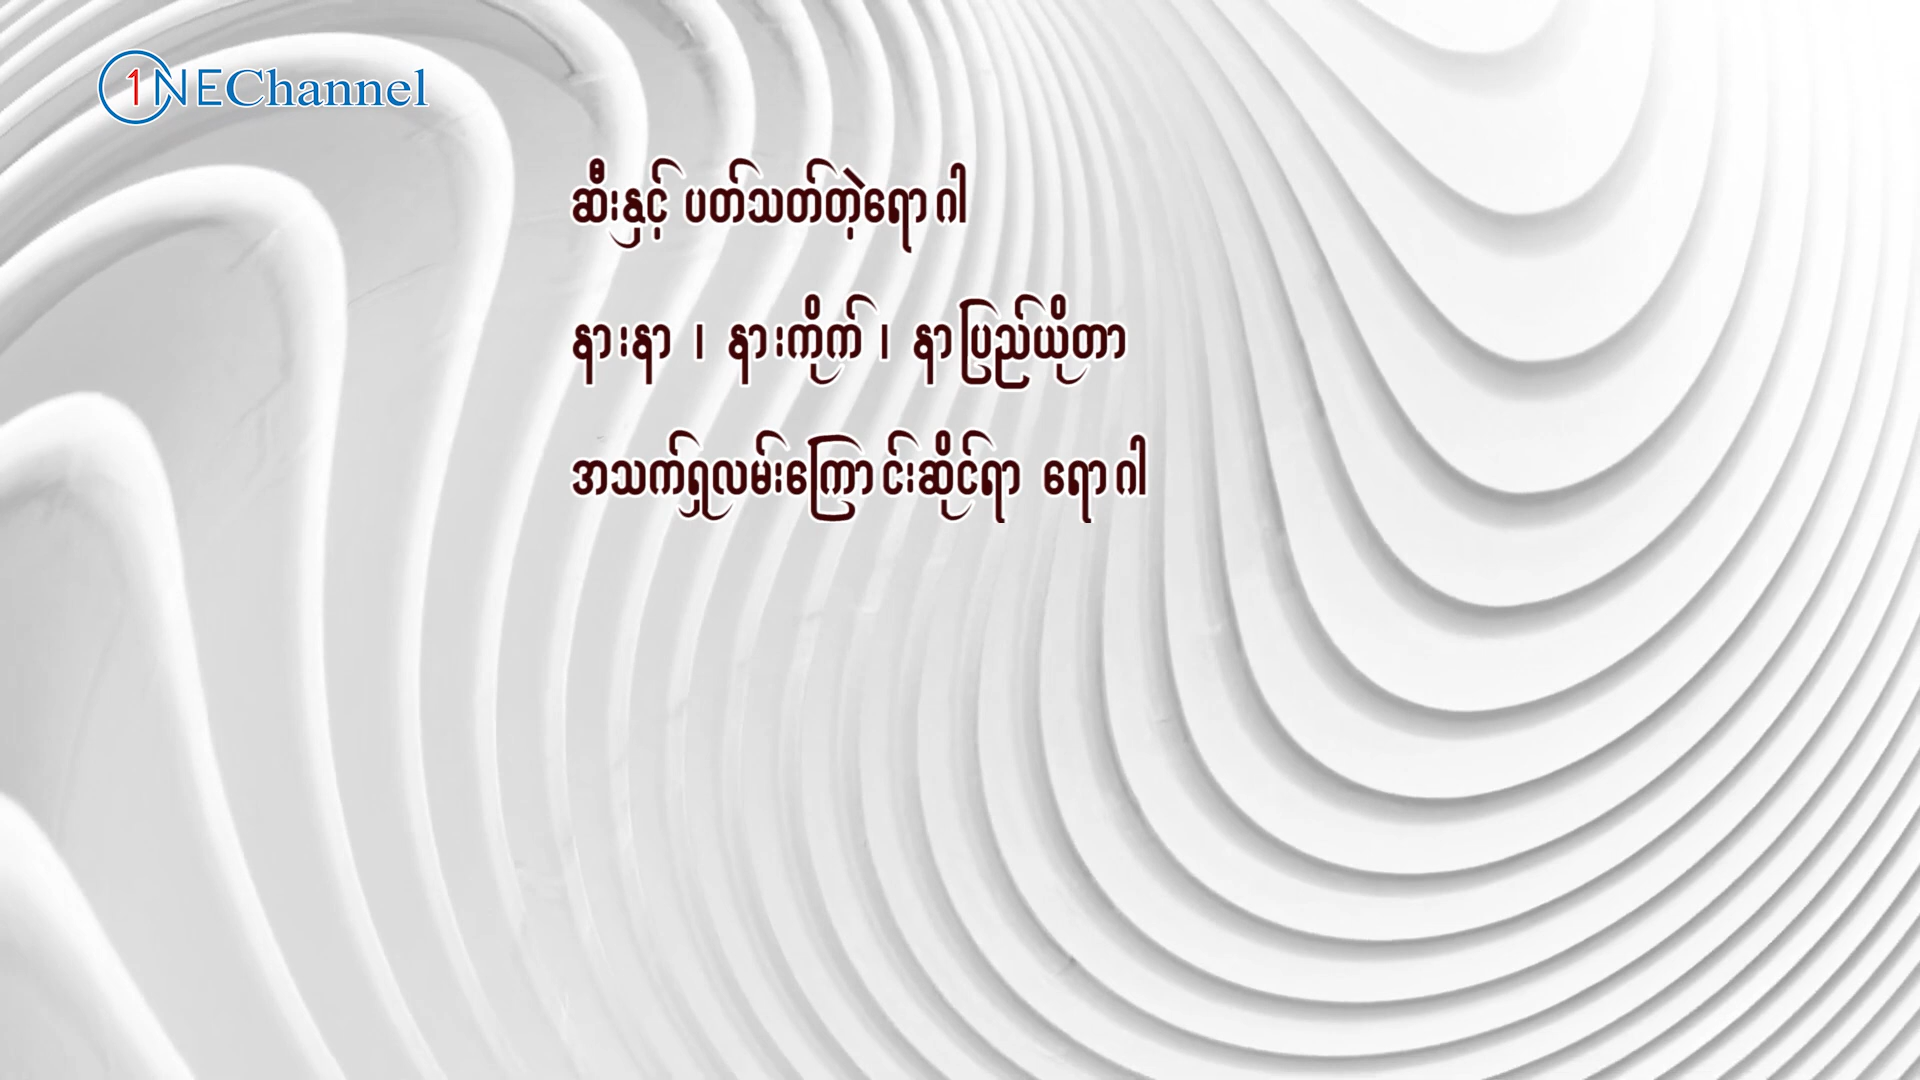 1NEChannel
ဆီးနှင့် ပတ်သတ်တဲ့ရောဂါ
နားနာ ၊ နားကိုက် ၊ နာပြည်ယိုတာ
အသက်ရှုလမ်းကြောင်းဆိုင်ရာ ရောဂါ